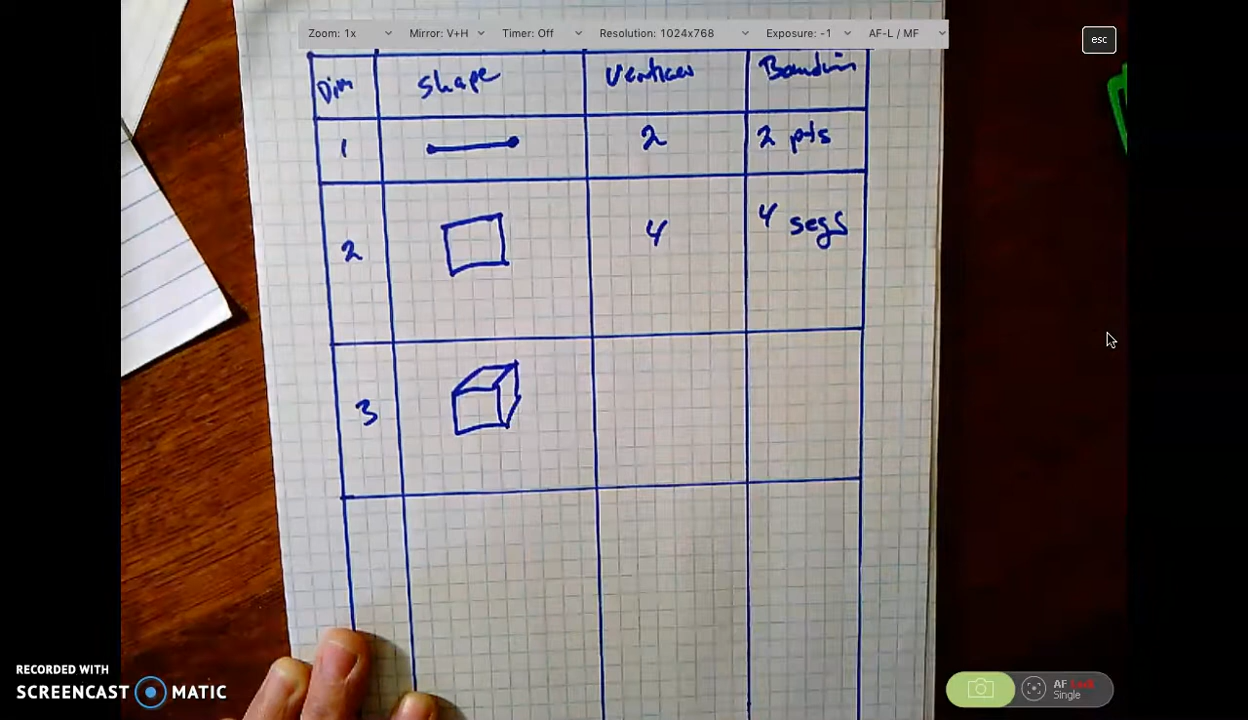 Zoom: 1x Mirror: V+H Timer: Off Resolution: 1024x768 Exposure: -1 AF-L / MF
esc
Dim Shape Vertices
1 2 2 pts
2 4 4 segs
3
RECORDED WITH
SCREENCAST MATIC
AF Lock
Single